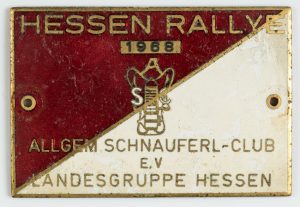 HESSEN RALLYE
1968
A
S C
ALLGEM. SCHNAUFERL-CLUB
E.V
LANDESGRUPPE HESSEN